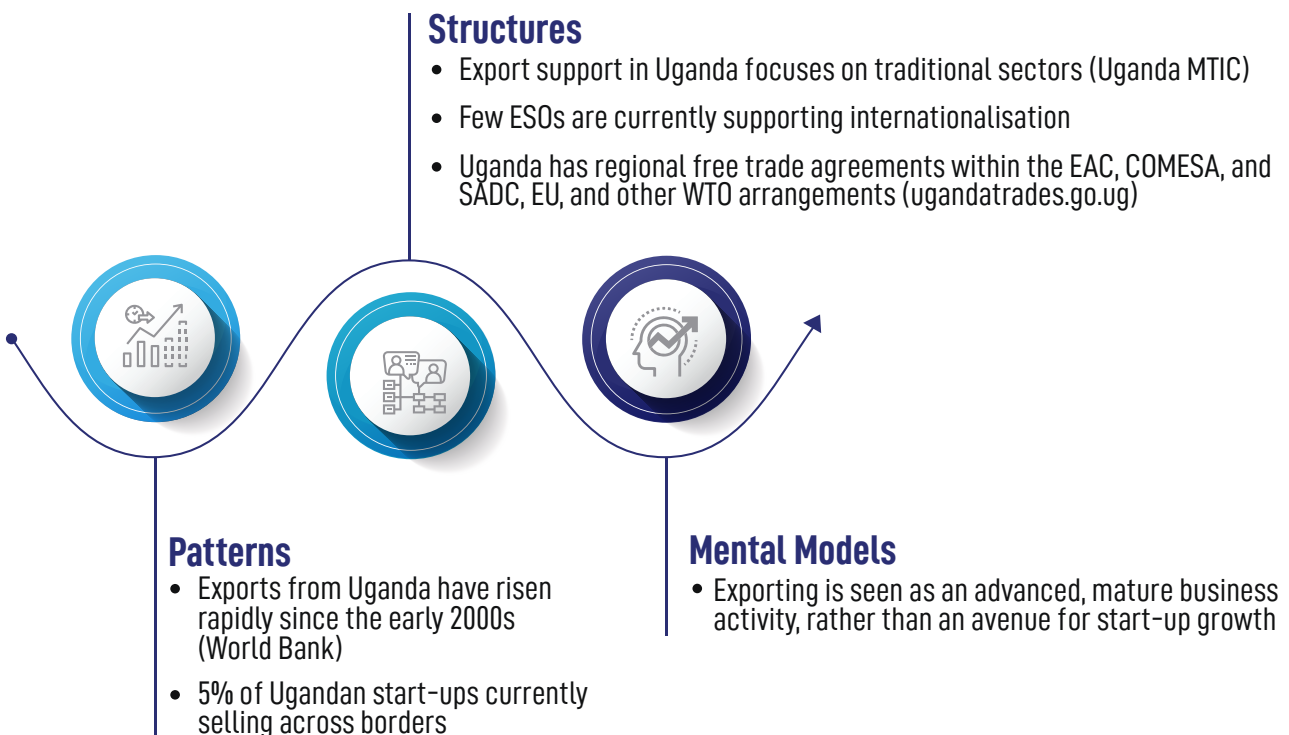 Structures
• Export support in Uganda focuses on traditional sectors (Uganda MTIC)
• Few ESOs are currently supporting internationalisation
• Uganda has regional free trade agreements within the EAC, COMESA, and
SADC, EU, and other WTO arrangements (ugandatrades.go.ug)
Patterns
• Exports from Uganda have risen
rapidly since the early 2000s
(World Bank)
• 5% of Ugandan start-ups currently
selling across borders
Mental Models
• Exporting is seen as an advanced, mature business
activity, rather than an avenue for start-up growth